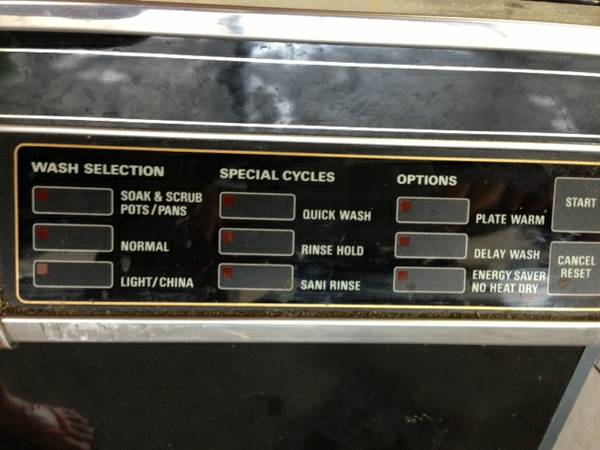 WASH SELECTION
SOAK & SCRUB
POTS/PANS
NORMAL
LIGHT/CHINA
SPECIAL CYCLES
QUICK WASH
RINSE HOLD
SANI RINSE
OPTIONS
PLATE WARM
DELAY WASH
ENERGY SAVER
NO HEAT DRY
START
CANCEL
RESET